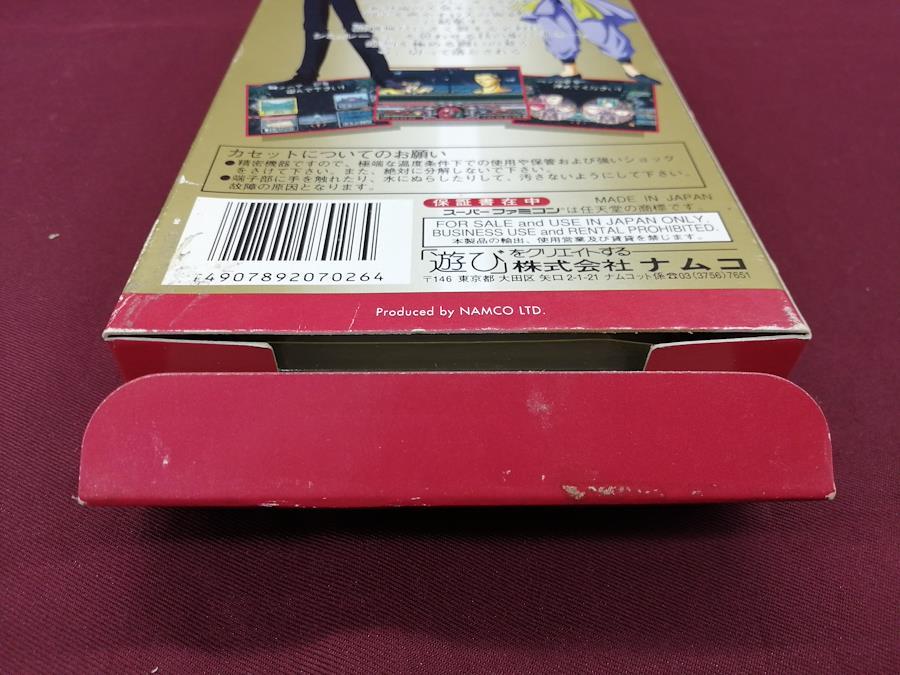 カセットについてのお願い
●精密機器ですので、極端な温度条件下での使用や保管および強いショック
をさけて下さい。また、絶対に分解しないで下さい。
●端子部に手を触れたり、水にぬらしたりして、汚さないようにして下さい。
故障の原因となります。
保証書在中
MADE IN JAPAN
スーパーファミコンは任天堂の商標です。
FOR SALE and USE IN JAPAN ONLY.
BUSINESS USE and RENTAL PROHIBITED.
本製品の輸出、使用営業及び賃貸を禁じます。
4907892070264
「遊び」をクリエイトする
株式会社 ナムコ
〒146 東京都 大田区 矢口2-1-21 ナムコット係☎03(3756)7651
Produced by NAMCO LTD.